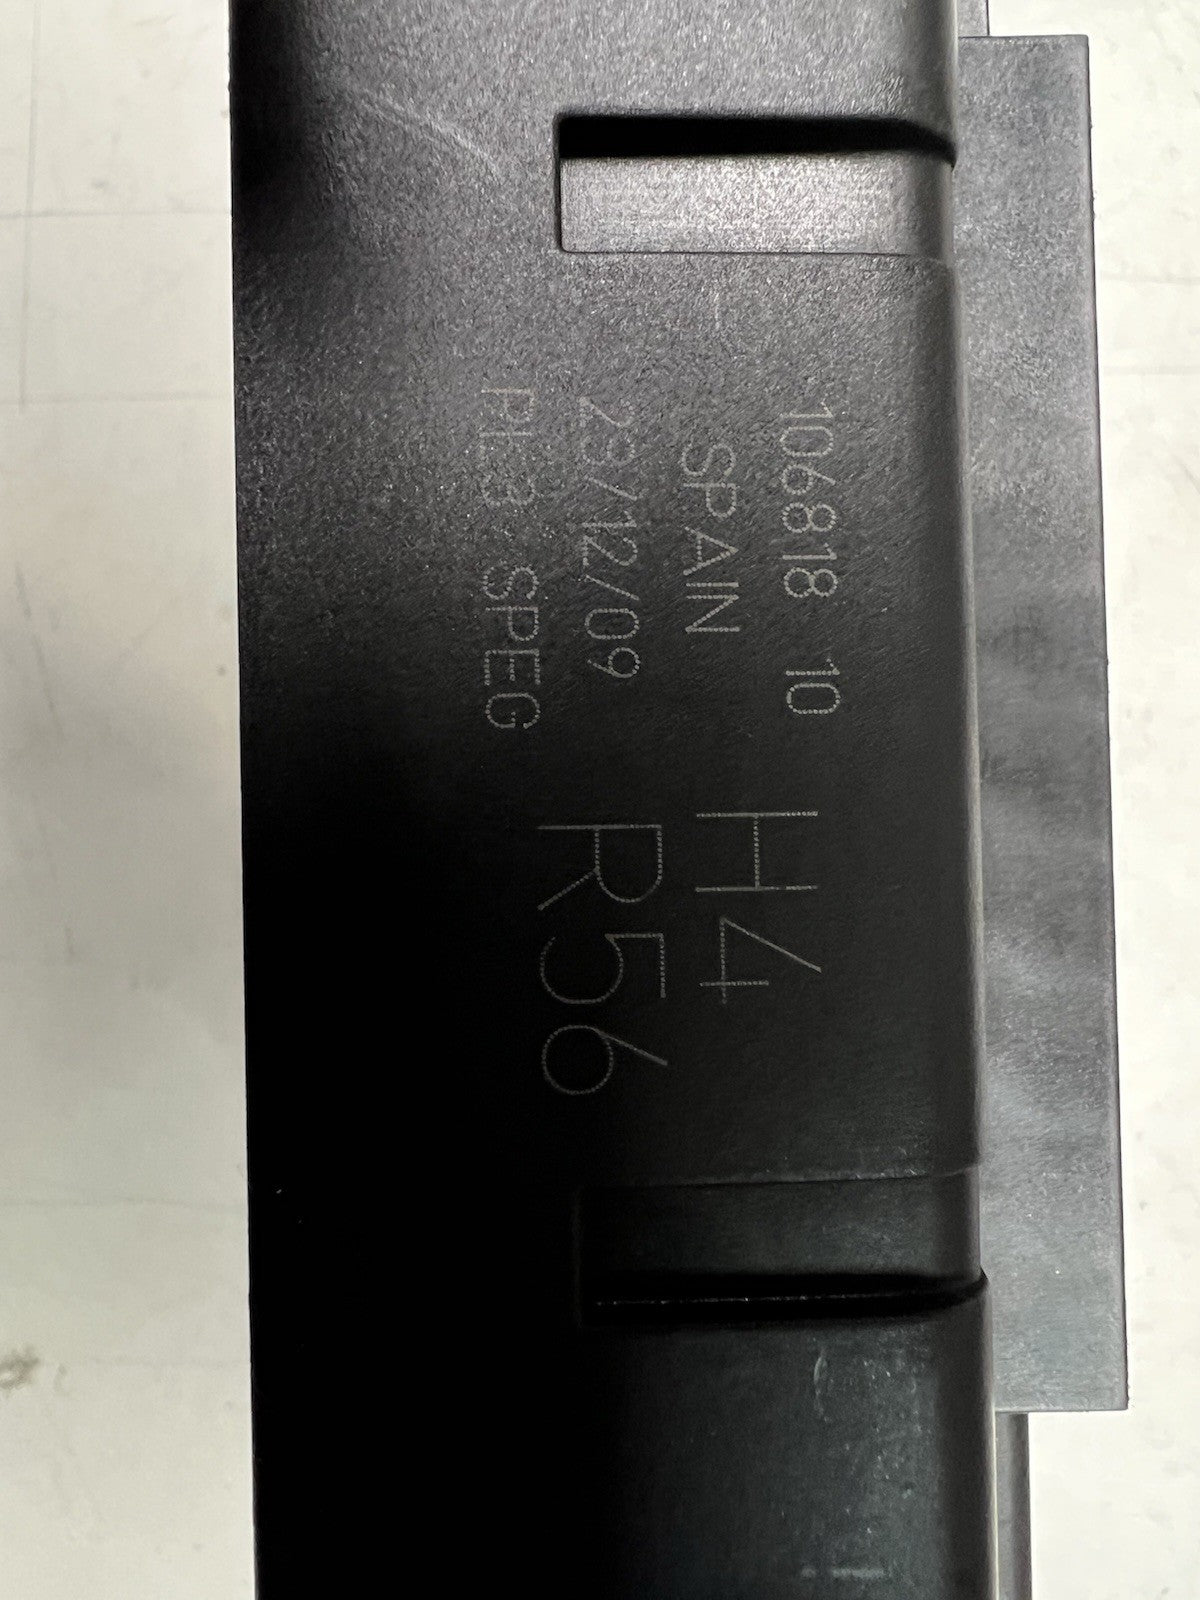 106818 10
SPAIN
23/12/09
PL3 SPEG
H4
R56